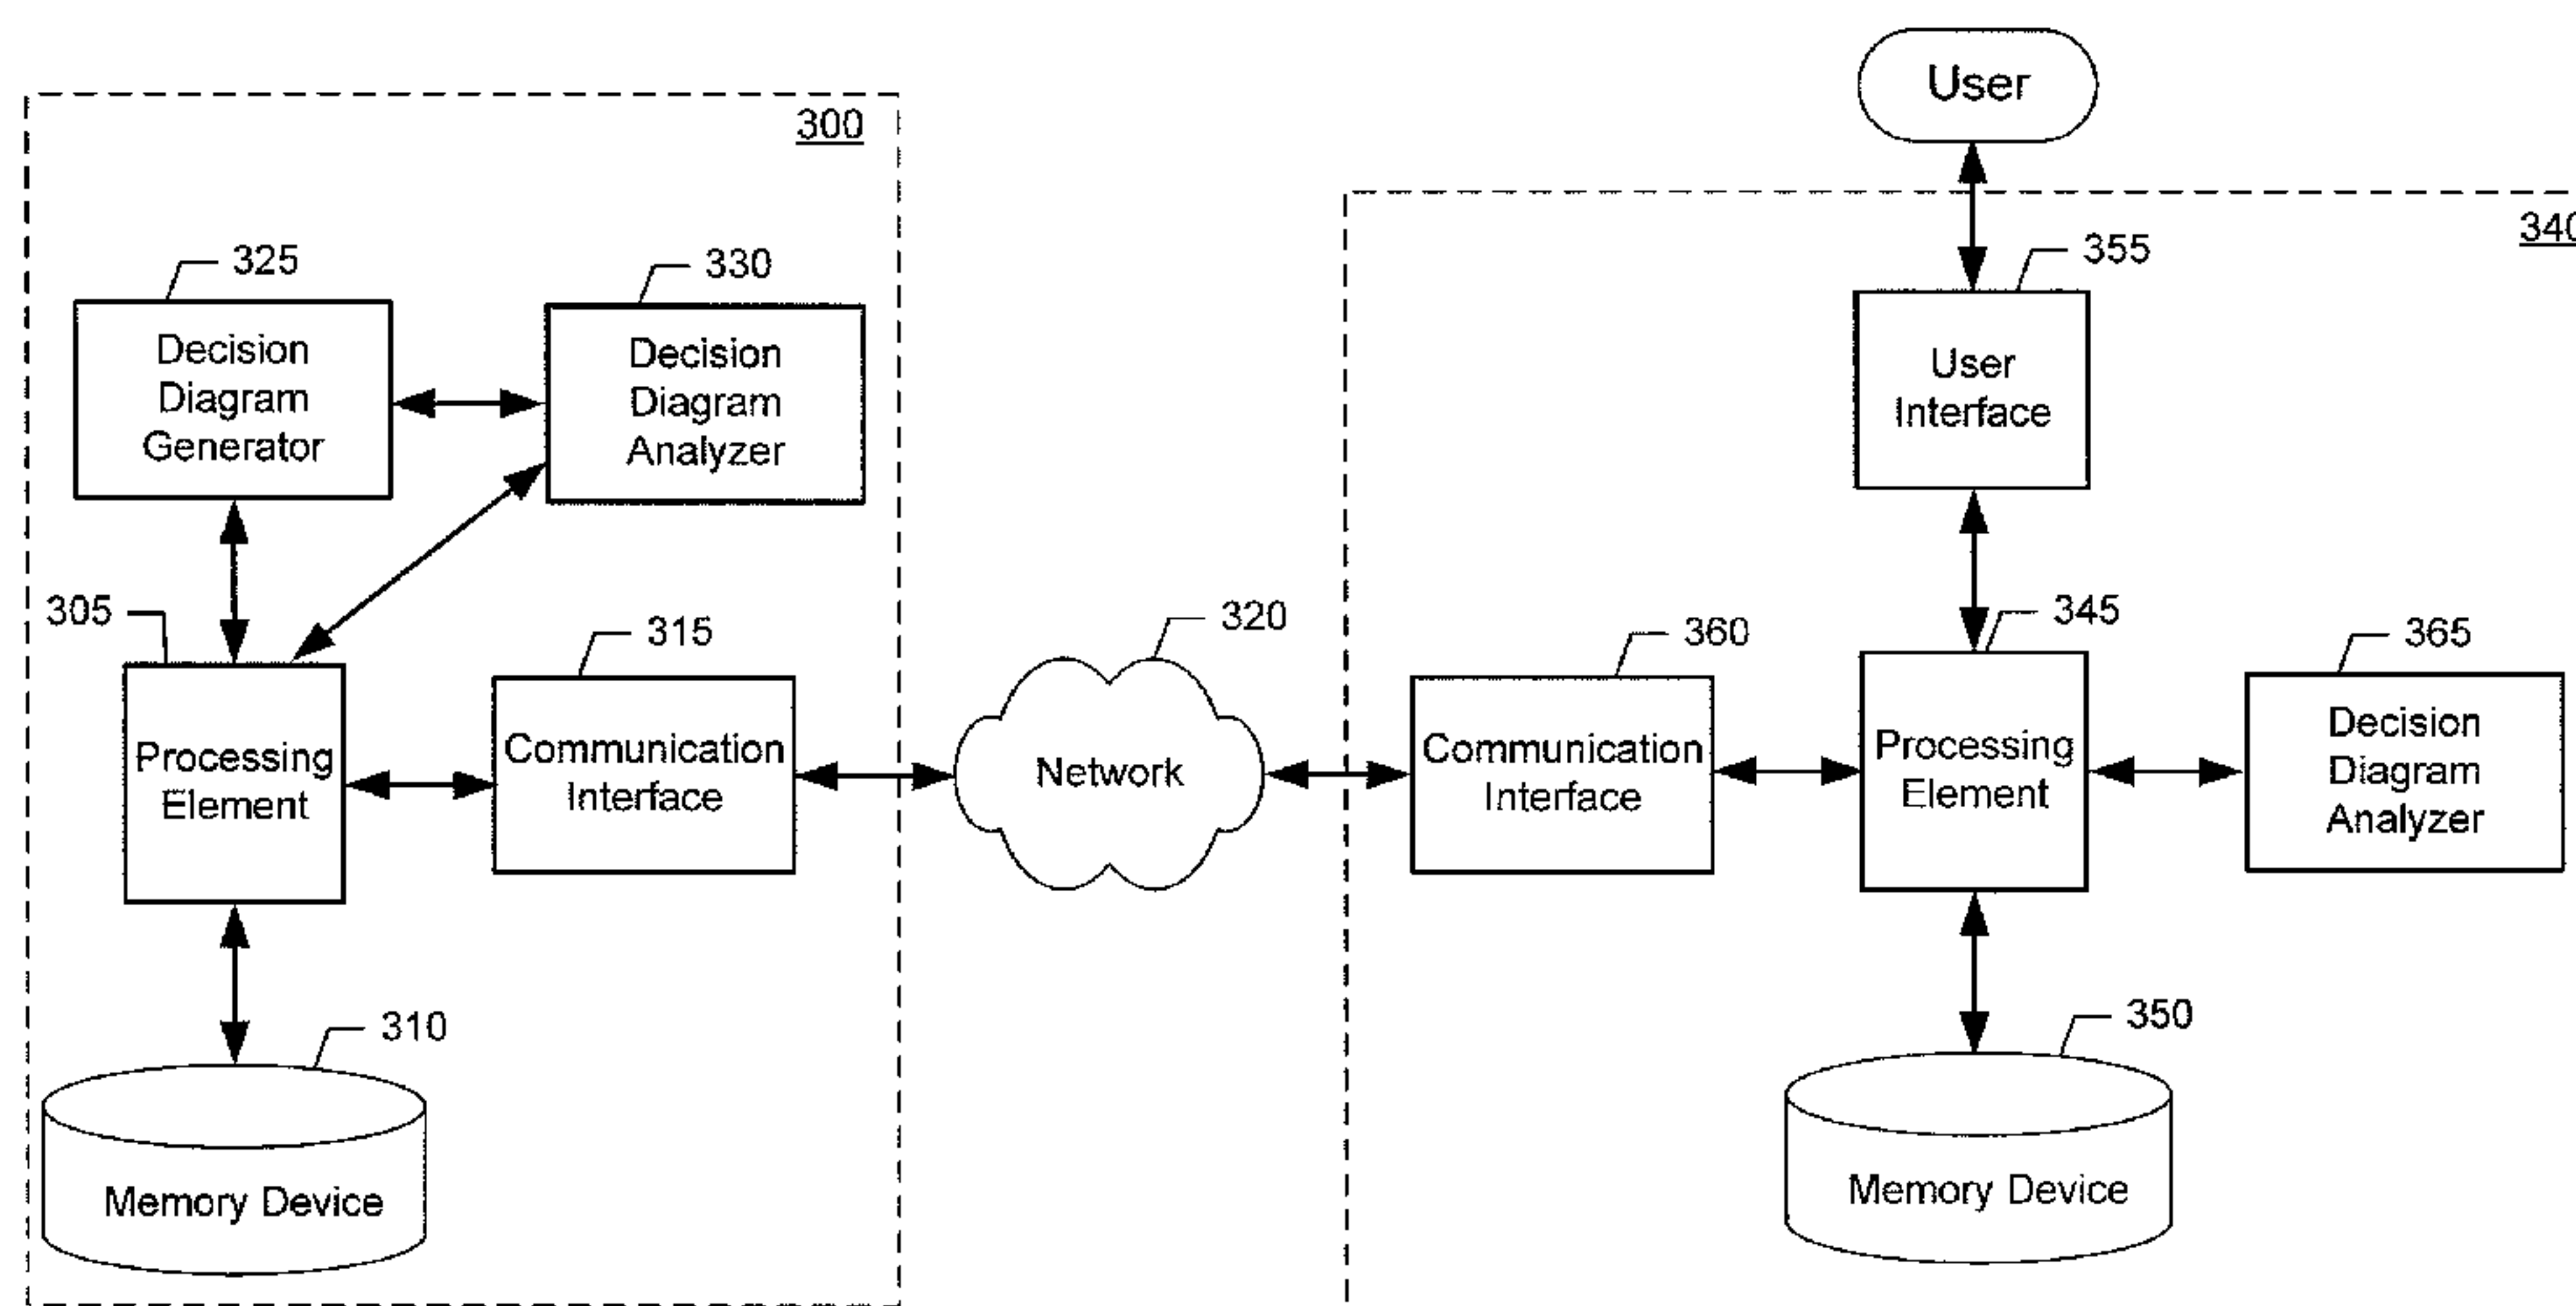 User
300
340
325
330
355
Decision
Diagram
Generator
Decision
Diagram
Analyzer
User
Interface
305
315
320
360
345
365
Processing
Element
Communication
Interface
Network
Communication
Interface
Processing
Element
Decision
Diagram
Analyzer
310
350
Memory Device
Memory Device